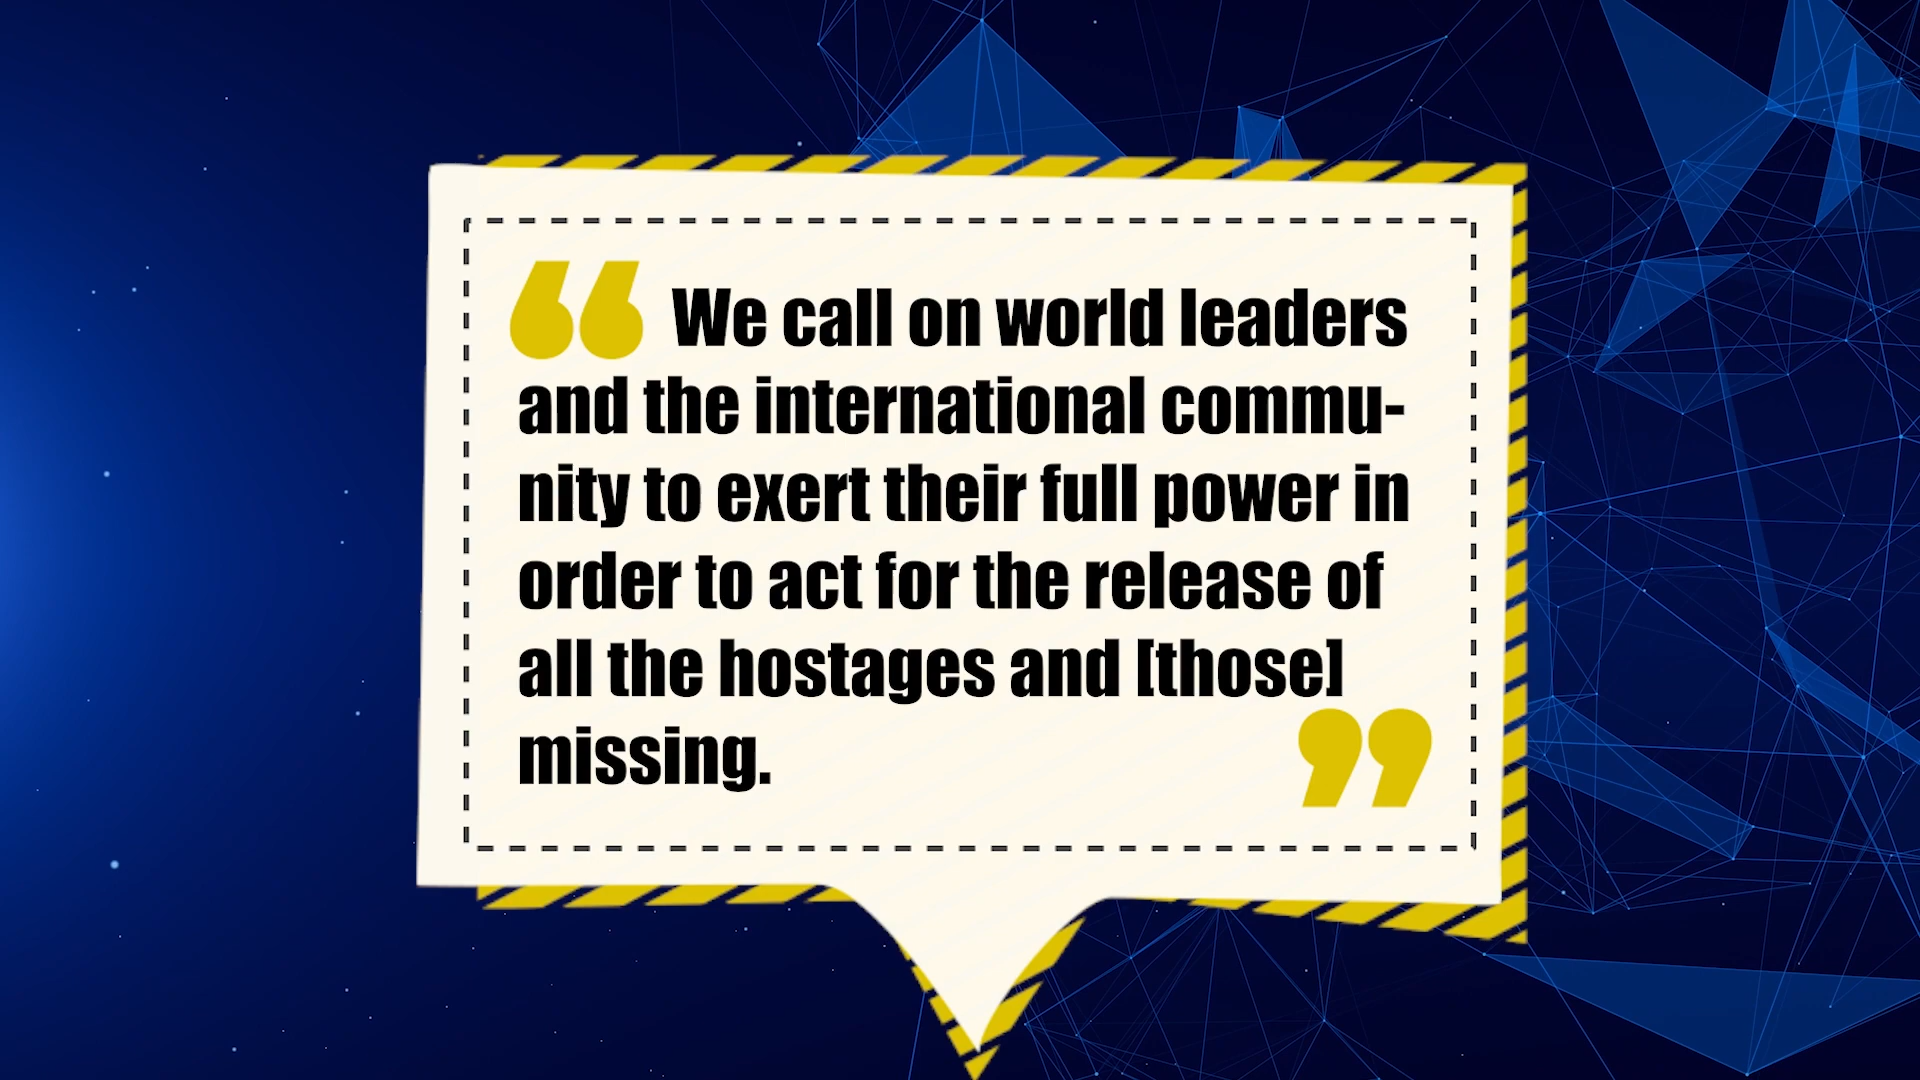 “ We call on world leaders
and the international commu-
nity to exert their full power in
order to act for the release of
all the hostages and [those]
missing. ”